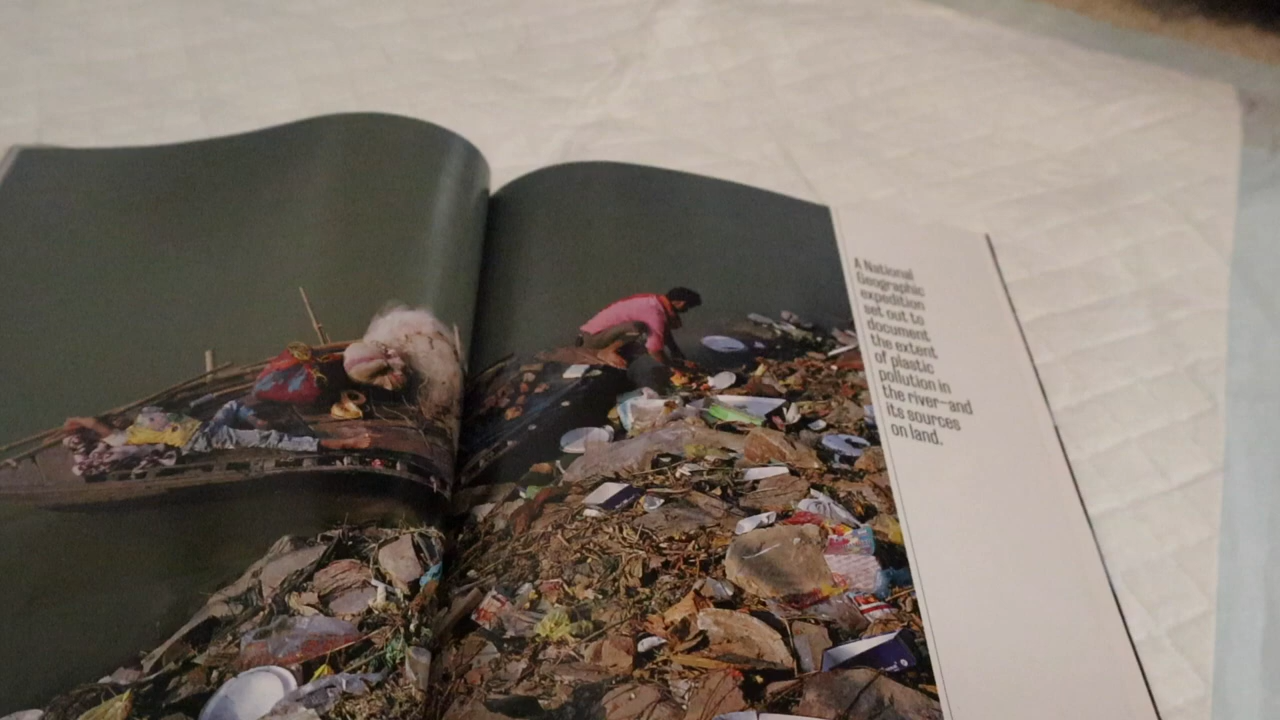 A National
Geographic
expedition
set out to
document
the extent
of plastic
pollution in
the river–and
its sources
on land.